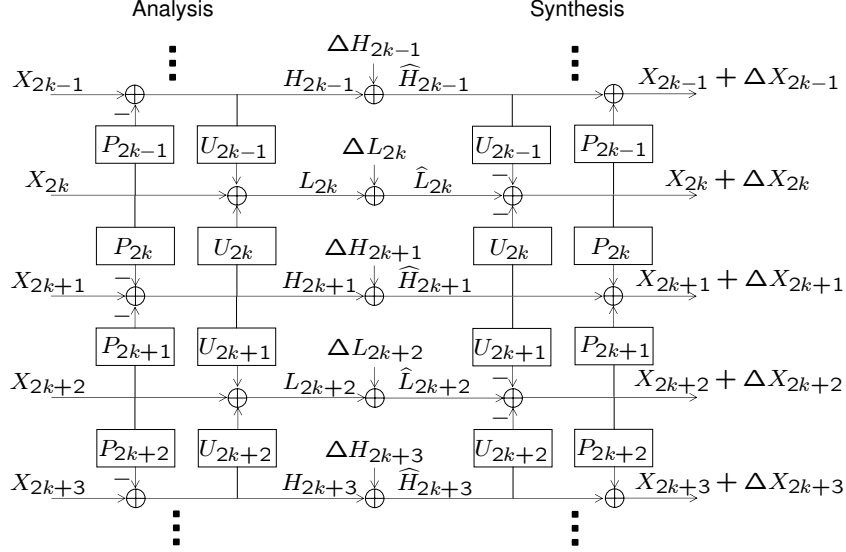 Analysis Synthesis
ΔH_{2k−1}
X_{2k−1} H_{2k−1} Ĥ_{2k−1} X_{2k−1} + ΔX_{2k−1}
P_{2k−1} U_{2k−1} U_{2k−1} P_{2k−1}
ΔL_{2k}
X_{2k} L_{2k} L̂_{2k} X_{2k} + ΔX_{2k}
P_{2k} U_{2k} U_{2k} P_{2k}
ΔH_{2k+1}
X_{2k+1} H_{2k+1} Ĥ_{2k+1} X_{2k+1} + ΔX_{2k+1}
P_{2k+1} U_{2k+1} U_{2k+1} P_{2k+1}
ΔL_{2k+2}
X_{2k+2} L_{2k+2} L̂_{2k+2} X_{2k+2} + ΔX_{2k+2}
P_{2k+2} U_{2k+2} U_{2k+2} P_{2k+2}
ΔH_{2k+3}
X_{2k+3} H_{2k+3} Ĥ_{2k+3} X_{2k+3} + ΔX_{2k+3}